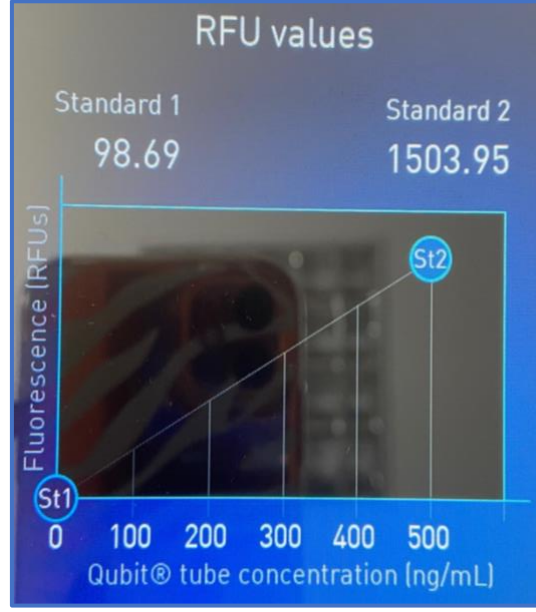 RFU values
Standard 1 Standard 2
98.69 1503.95
Fluorescence (RFUs)
St2
St1
0 100 200 300 400 500
Qubit® tube concentration (ng/mL)